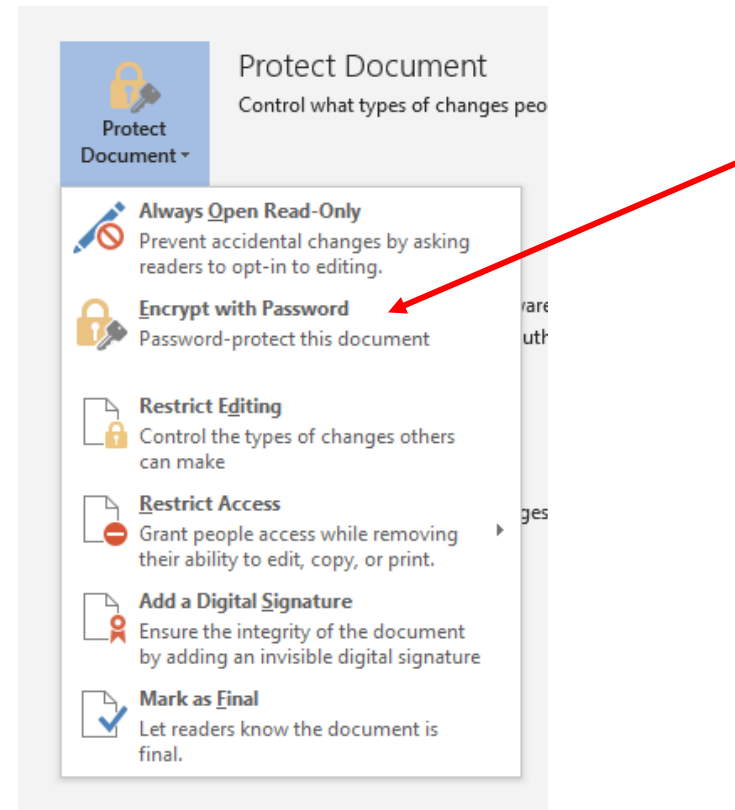 Protect Document
Control what types of changes peo
Protect
Document
Always Open Read-Only
Prevent accidental changes by asking
readers to opt-in to editing.
Encrypt with Password
Password-protect this document
Restrict Editing
Control the types of changes others
can make
Restrict Access
Grant people access while removing
their ability to edit, copy, or print.
Add a Digital Signature
Ensure the integrity of the document
by adding an invisible digital signature
Mark as Final
Let readers know the document is
final.